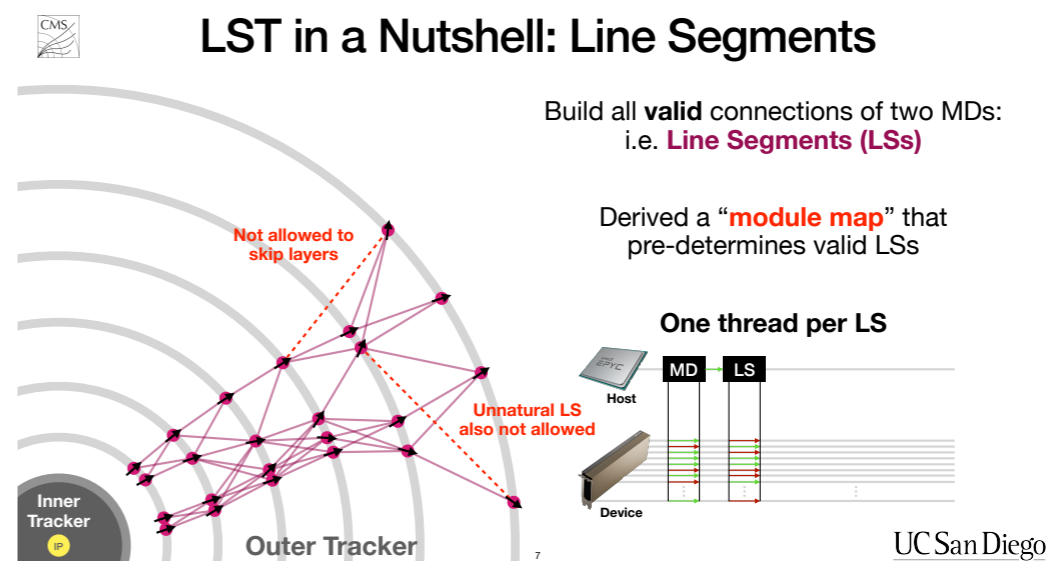 CMS
LST in a Nutshell: Line Segments
Build all valid connections of two MDs:
i.e. Line Segments (LSs)
Derived a “module map” that
pre-determines valid LSs
One thread per LS
EPYC
Host
MD
LS
Device
Not allowed to
skip layers
Unnatural LS
also not allowed
Inner
Tracker
IP
Outer Tracker
7
UC San Diego